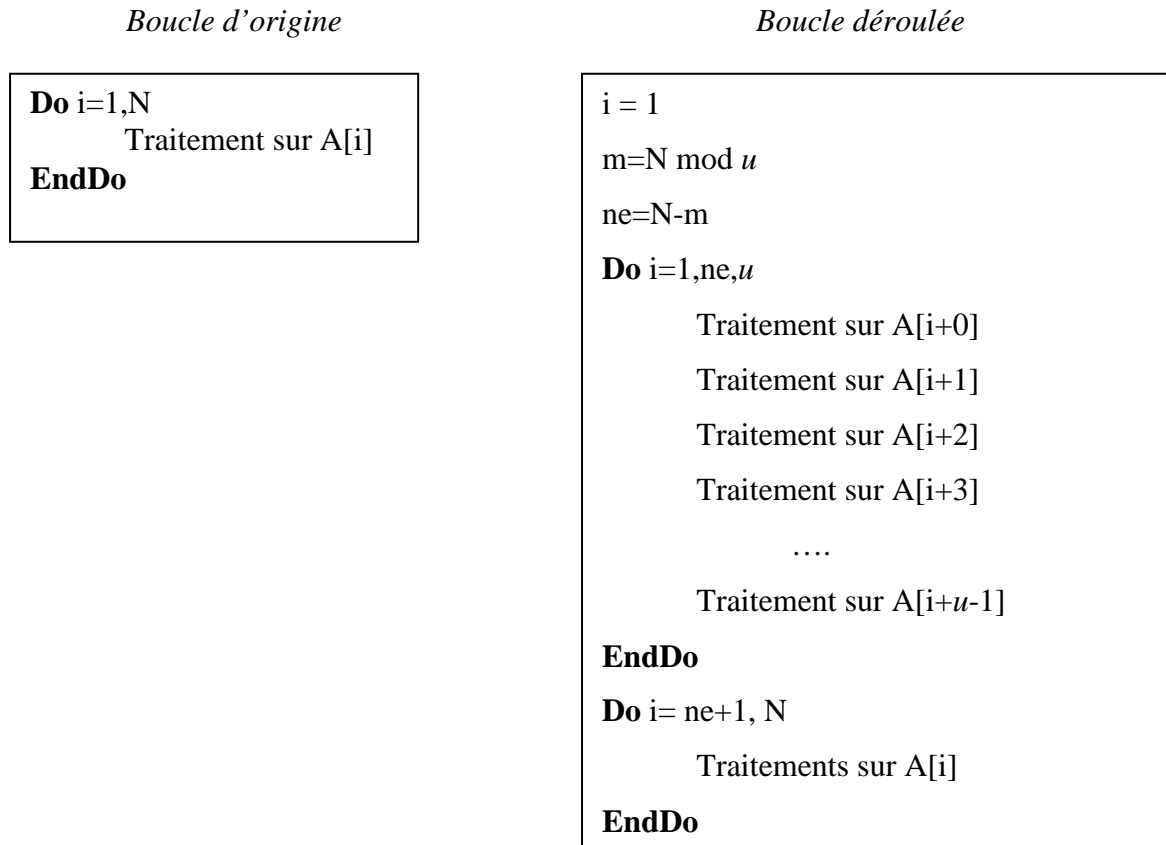 Boucle d’origine
Do i=1,N
Traitement sur A[i]
EndDo
Boucle déroulée
i = 1
m=N mod u
ne=N-m
Do i=1,ne,u
Traitement sur A[i+0]
Traitement sur A[i+1]
Traitement sur A[i+2]
Traitement sur A[i+3]
….
Traitement sur A[i+u-1]
EndDo
Do i= ne+1, N
Traitements sur A[i]
EndDo